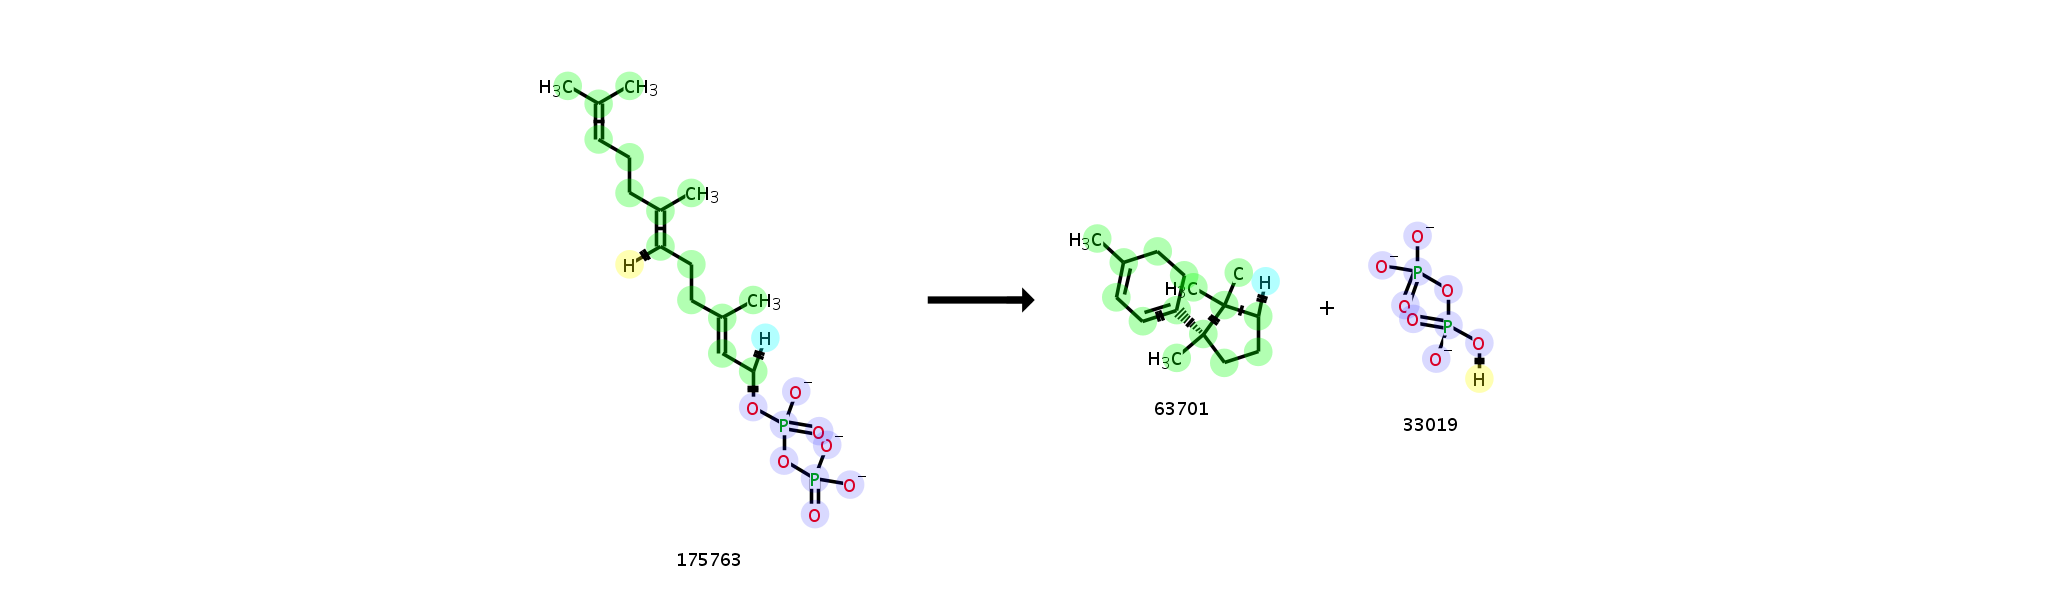 H3C CH3
CH3
H
CH3
H
O O−
P O
O−
O
P O−
O
175763
H3C
C H
H3C
H3C
63701
+
O−
O− P
O
O
O P
O−
O
H
33019